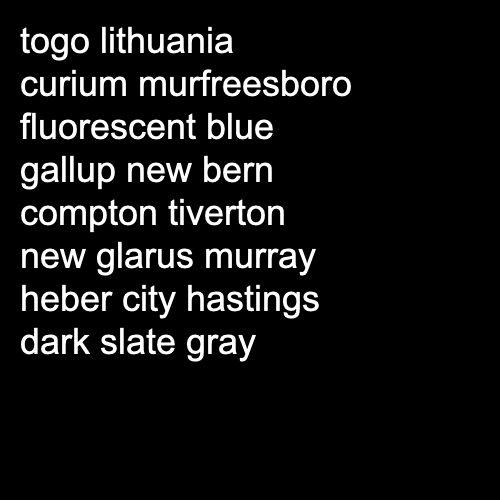 togo lithuania
curium murfreesboro
fluorescent blue
gallup new bern
compton tiverton
new glarus murray
heber city hastings
dark slate gray